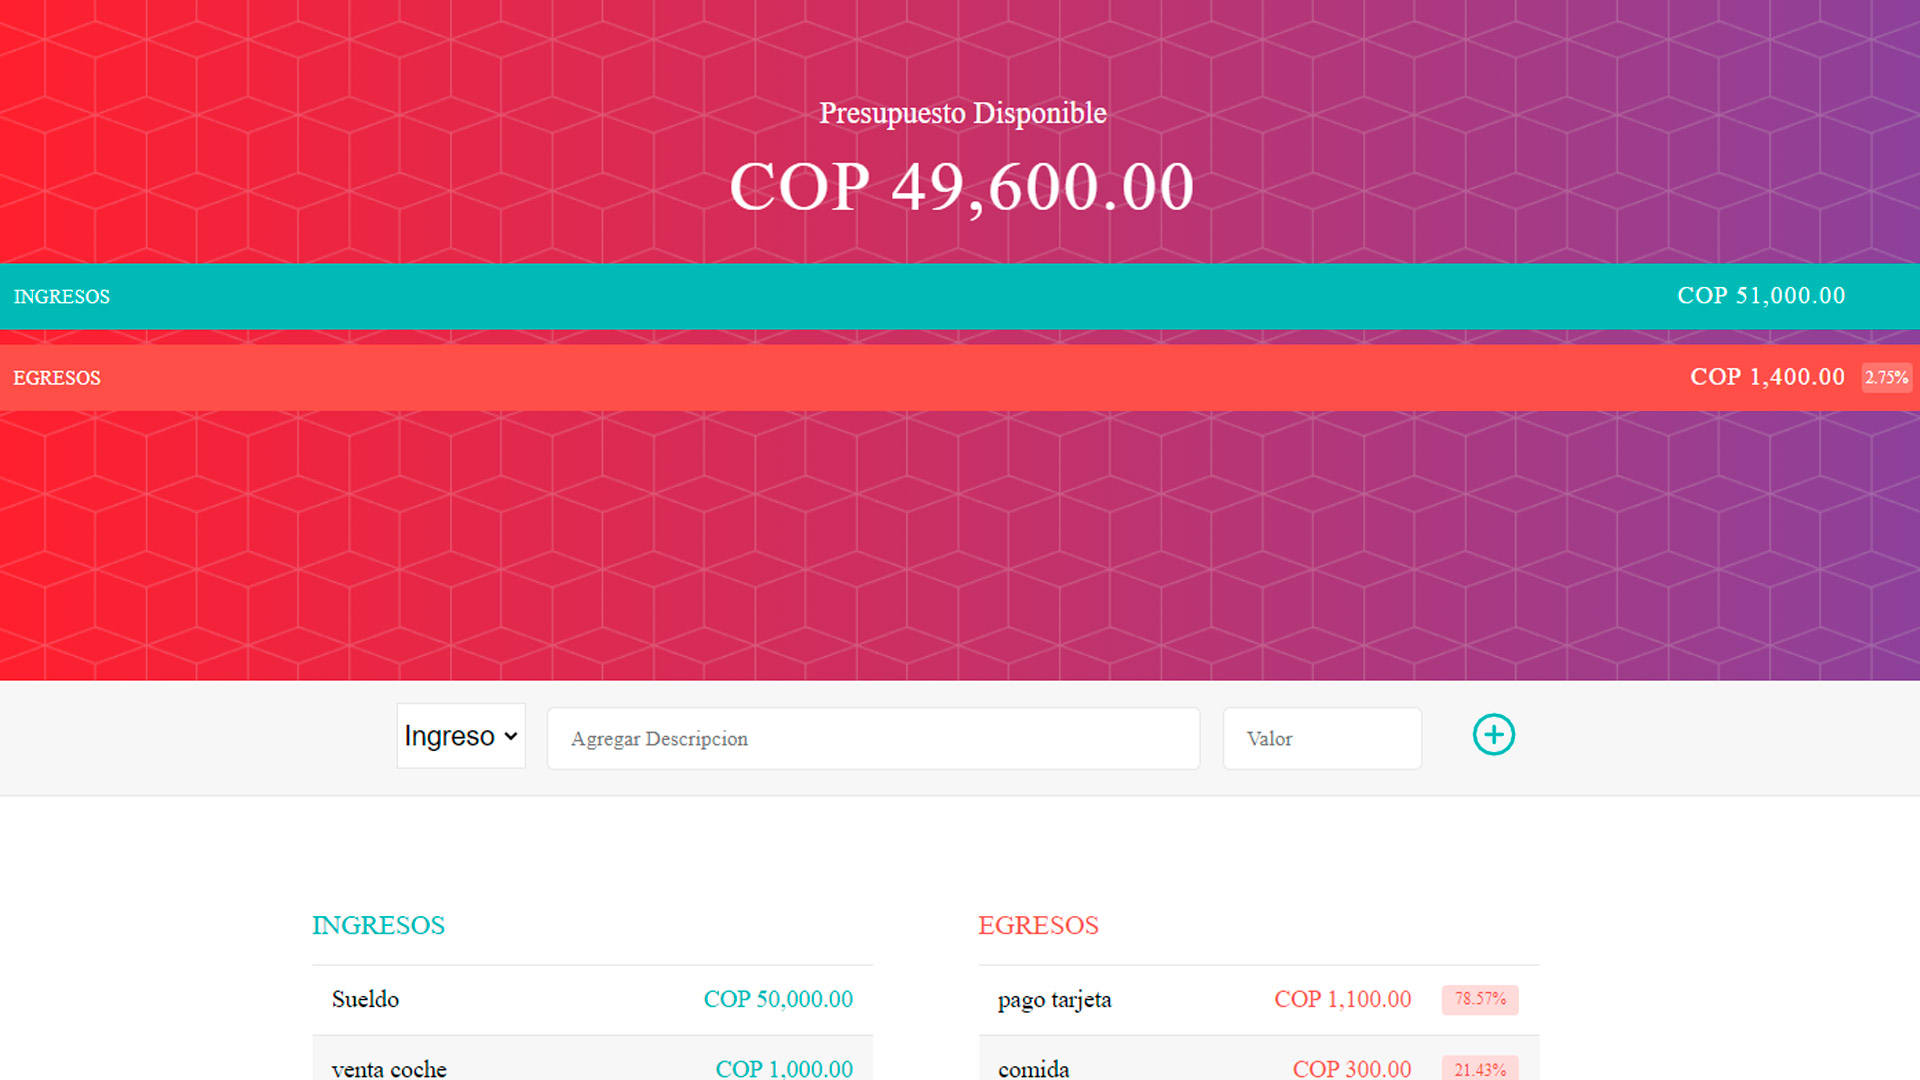 Presupuesto Disponible
COP 49,600.00
INGRESOS COP 51,000.00
EGRESOS COP 1,400.00 2.75%
Ingreso Agregar Descripcion Valor
INGRESOS EGRESOS
Sueldo COP 50,000.00 pago tarjeta COP 1,100.00 78.57%
venta coche COP 1,000.00 comida COP 300.00 21.43%